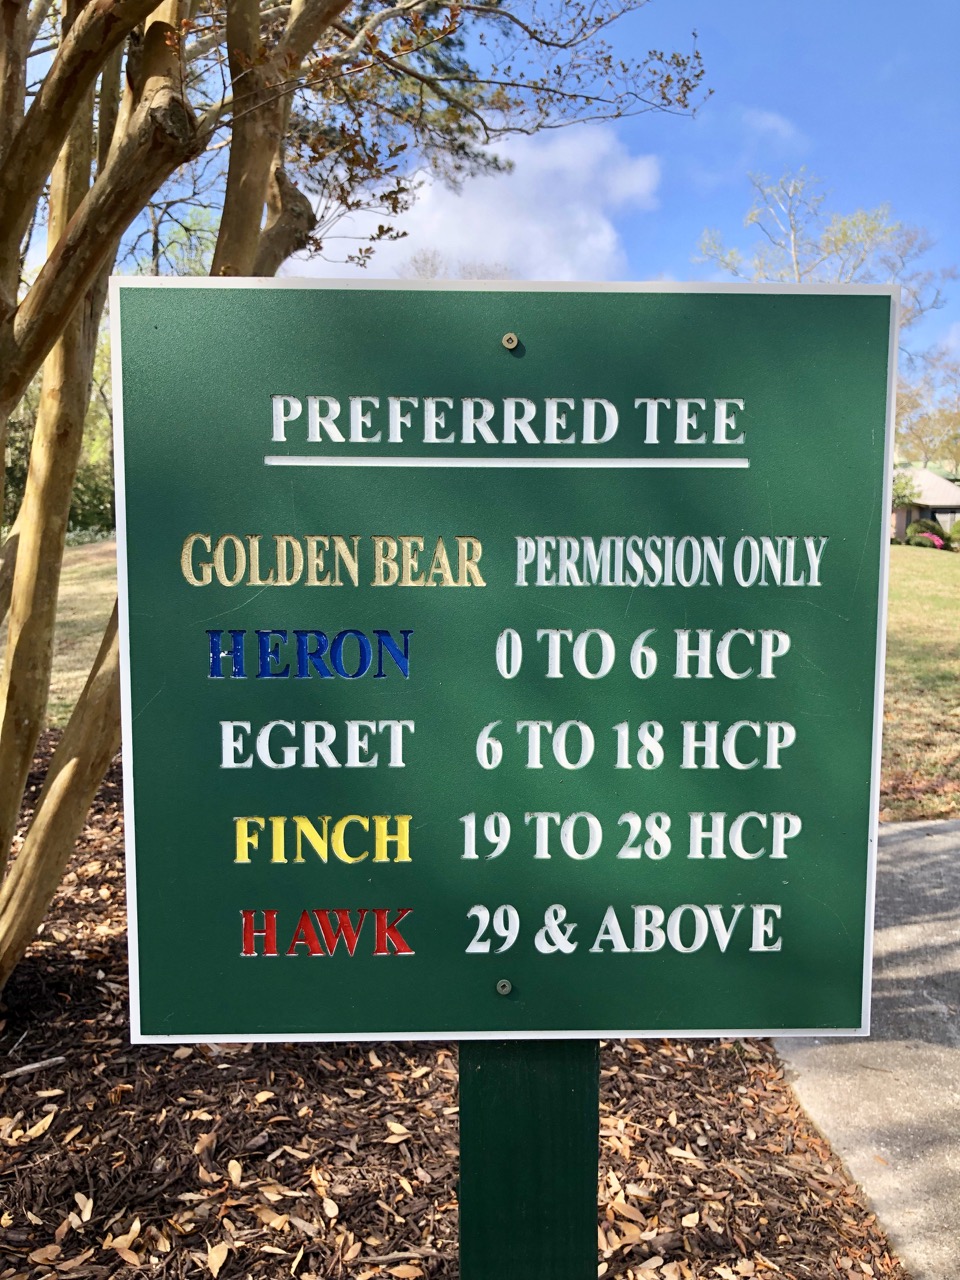 PREFERRED TEE
GOLDEN BEAR PERMISSION ONLY
HERON 0 TO 6 HCP
EGRET 6 TO 18 HCP
FINCH 19 TO 28 HCP
HAWK 29 & ABOVE